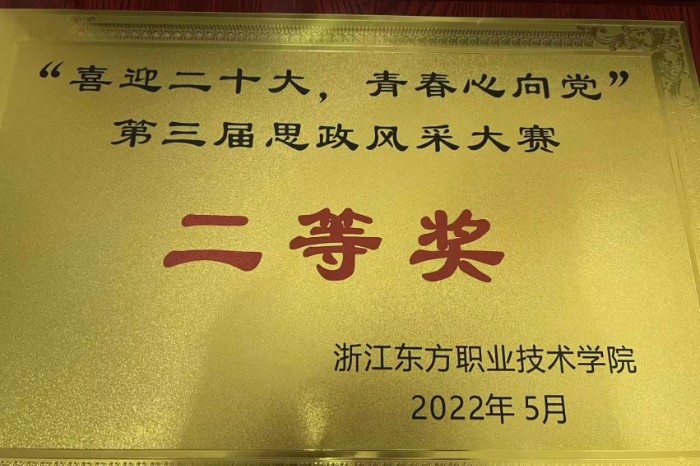 “喜迎二十大，青春心向党”
第三届思政风采大赛
二等奖
浙江东方职业技术学院
2022年5月